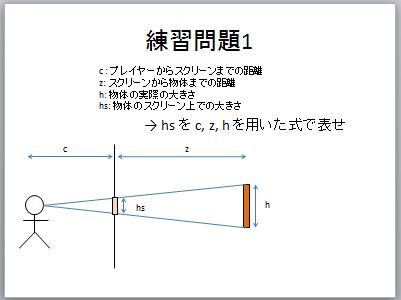 練習問題1
c : プレイヤーからスクリーンまでの距離
z: スクリーンから物体までの距離
h: 物体の実際の大きさ
hs: 物体のスクリーン上での大きさ
→ hsを c, z, hを用いた式で表せ
c
z
hs
h